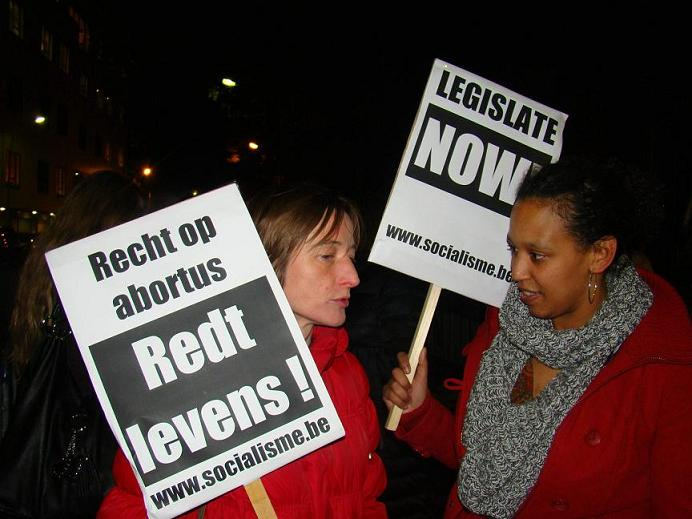 Recht op
abortus
Redt
levens !
www.socialisme.be
LEGISLATE
NOW
www.socialisme.be